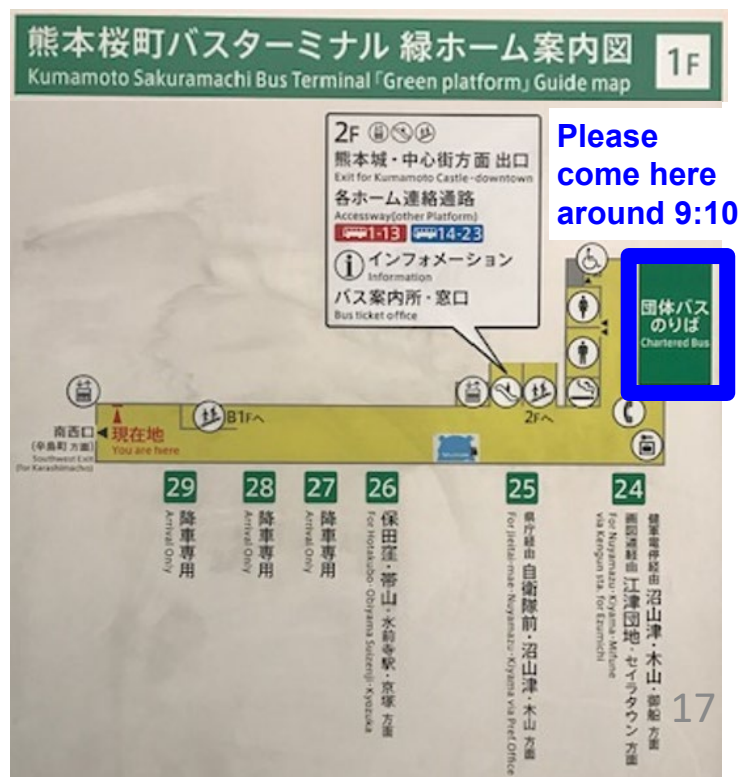 熊本桜町バスターミナル 緑ホーム案内図
Kumamoto Sakuramachi Bus Terminal「Green platform」Guide map
1F
Please
come here
around 9:10
2F
熊本城・中心街方面 出口
Exit for Kumamoto Castle-downtown
各ホーム連絡通路
Accessway(other Platform)
1-13
14-23
インフォメーション
Information
バス案内所・窓口
Bus ticket office
団体バス
のりば
Chartered Bus
B1Fへ
2Fへ
南西口
(辛島町 方面)
Southwest Exit
(for Karashimacho)
現在地
You are here
29
降車専用
Arrival Only
28
降車専用
Arrival Only
27
降車専用
Arrival Only
26
保田窪・帯山・水前寺駅・京塚 方面
For Hotakubo・Obiyama Suizenji・Kyozuka
25
県庁経由 自衛隊前・沼山津・木山 方面
For Jieitai-mae・Nuyamazu・Kiyama via Pref.Office
24
健軍電停経由 沼山津・木山・御船 方面
画図道経由 江津団地・セイラタウン 方面
For Nuyamazu・Kiyama・Mifune
via Kengun sta. for Ezumichi
17